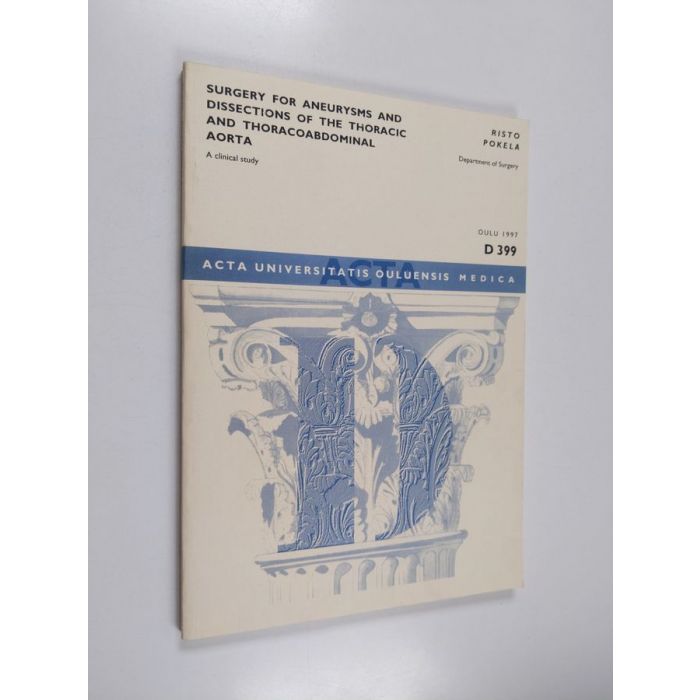 SURGERY FOR ANEURYSMS AND
DISSECTIONS OF THE THORACIC
AND THORACOABDOMINAL
AORTA
A clinical study
RISTO
POKELA
Department of Surgery
OULU 1997
D 399
ACTA
ACTA UNIVERSITATIS OULUENSIS MEDICA